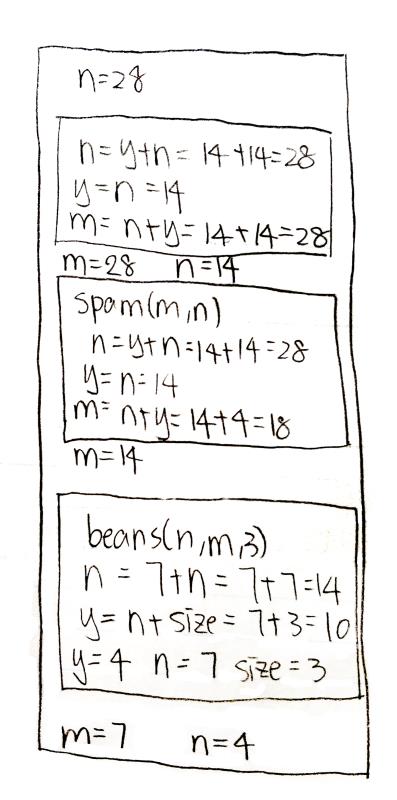 n=28
n=y+n= 14+14=28
y=n =14
m= n+y=14+14=28
m=28 n=14
spam(m,n)
n=y+n=14+14=28
y=n=14
m= n+y=14+4=18
m=14
beans(n,m,3)
n = 7+n = 7+7=14
y=n+size= 7+3=10
y=4 n=7 size=3
m=7 n=4